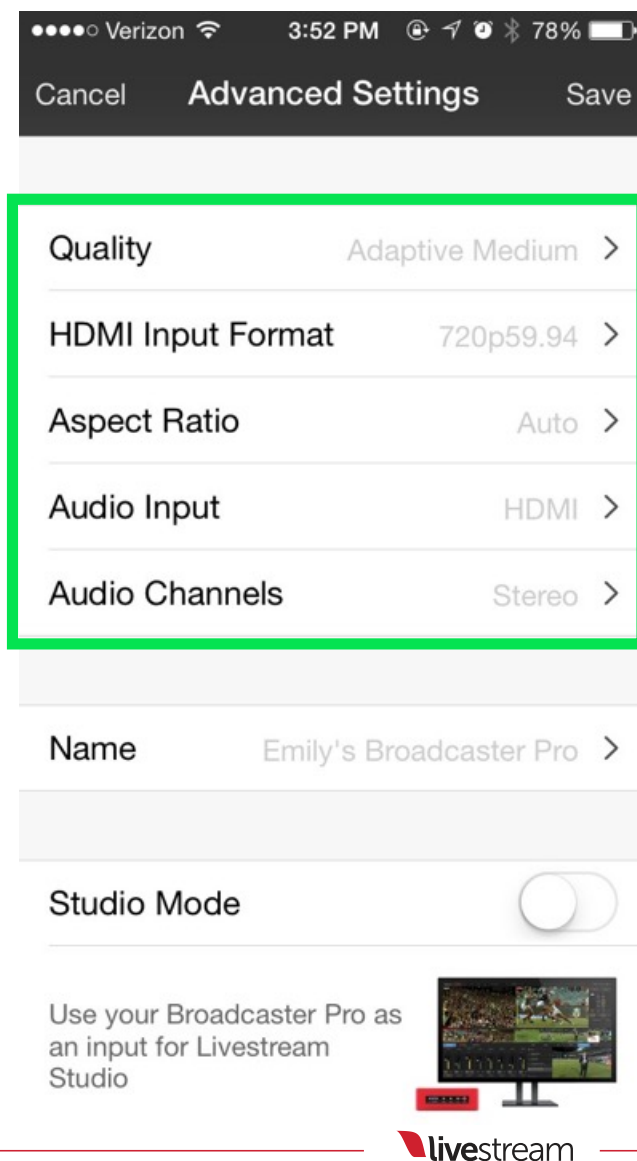 Verizon 3:52 PM 78%
Cancel Advanced Settings Save
Quality Adaptive Medium >
HDMI Input Format 720p59.94 >
Aspect Ratio Auto >
Audio Input HDMI >
Audio Channels Stereo >
Name Emily's Broadcaster Pro >
Studio Mode
Use your Broadcaster Pro as
an input for Livestream
Studio
livestream